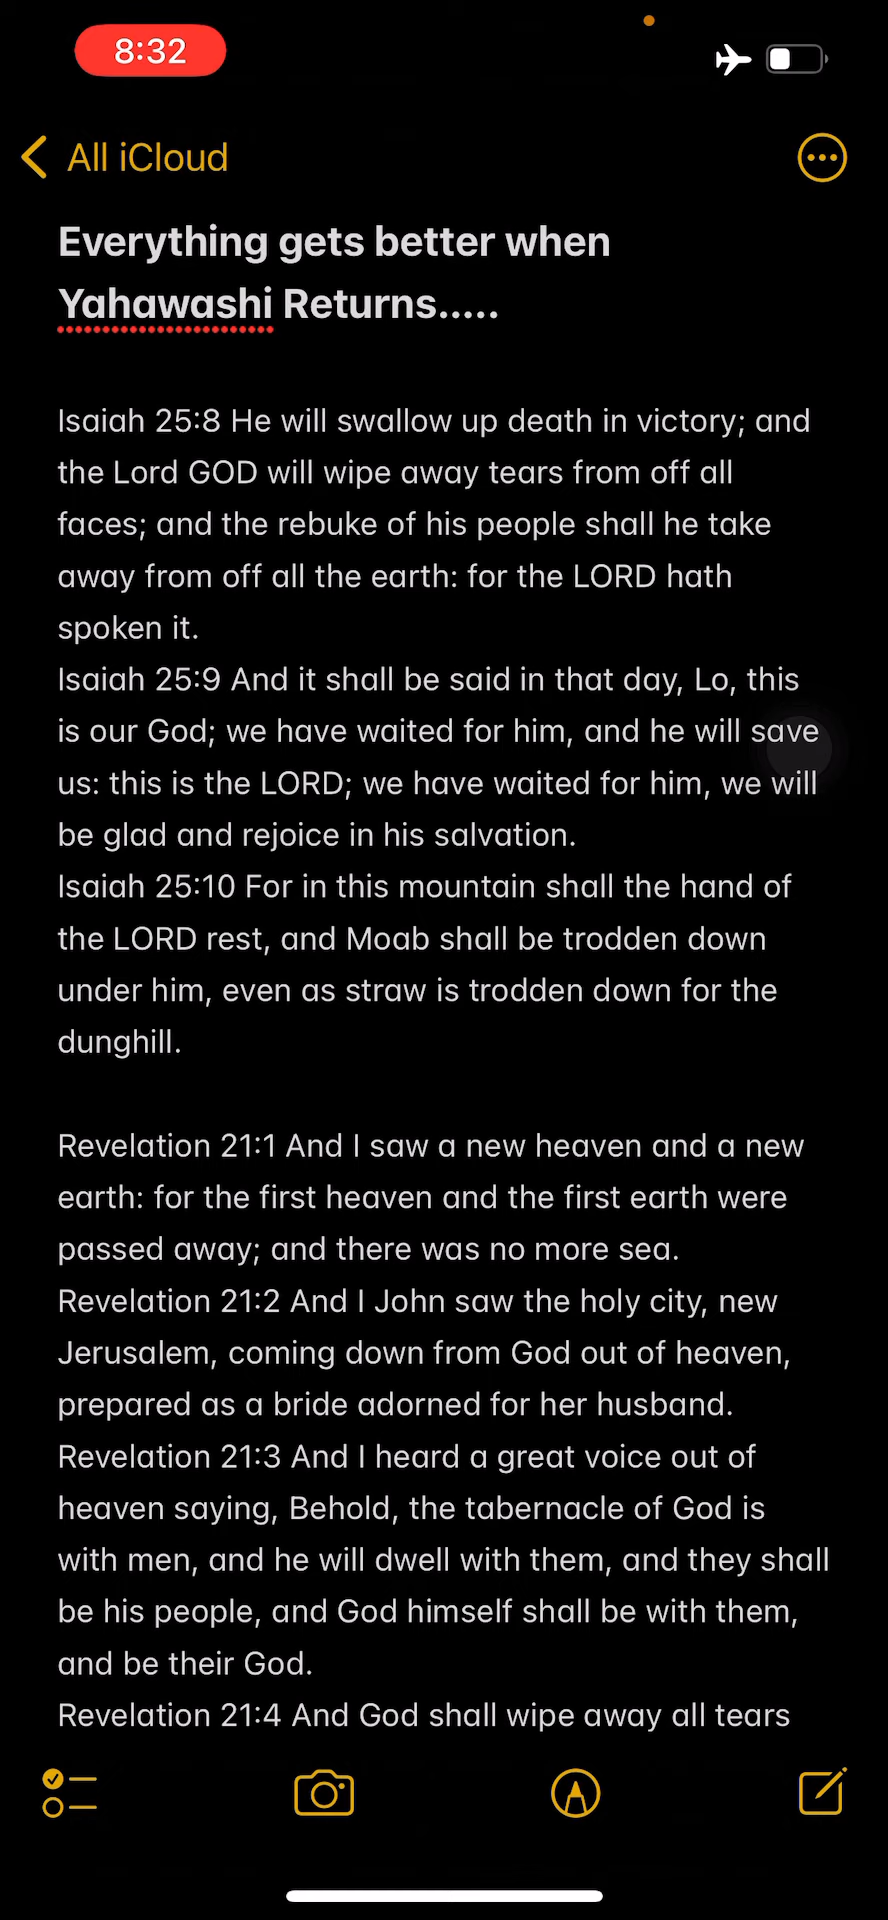 8:32
All iCloud
Everything gets better when
Yahawashi Returns.....
Isaiah 25:8 He will swallow up death in victory; and
the Lord GOD will wipe away tears from off all
faces; and the rebuke of his people shall he take
away from off all the earth: for the LORD hath
spoken it.
Isaiah 25:9 And it shall be said in that day, Lo, this
is our God; we have waited for him, and he will save
us: this is the LORD; we have waited for him, we will
be glad and rejoice in his salvation.
Isaiah 25:10 For in this mountain shall the hand of
the LORD rest, and Moab shall be trodden down
under him, even as straw is trodden down for the
dunghill.
Revelation 21:1 And I saw a new heaven and a new
earth: for the first heaven and the first earth were
passed away; and there was no more sea.
Revelation 21:2 And I John saw the holy city, new
Jerusalem, coming down from God out of heaven,
prepared as a bride adorned for her husband.
Revelation 21:3 And I heard a great voice out of
heaven saying, Behold, the tabernacle of God is
with men, and he will dwell with them, and they shall
be his people, and God himself shall be with them,
and be their God.
Revelation 21:4 And God shall wipe away all tears